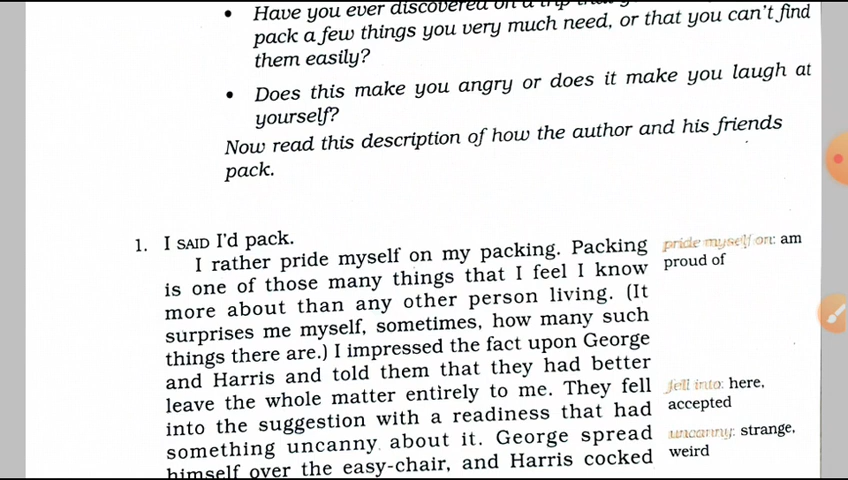 • Have you ever discovered on a trip that
pack a few things you very much need, or that you can't find
them easily?
• Does this make you angry or does it make you laugh at
yourself?
Now read this description of how the author and his friends
pack.
1. I SAID I'd pack.
I rather pride myself on my packing. Packing
pride myself on: am
is one of those many things that I feel I know
proud of
more about than any other person living. (It
surprises me myself, sometimes, how many such
things there are.) I impressed the fact upon George
and Harris and told them that they had better
leave the whole matter entirely to me. They fell
fell into: here,
into the suggestion with a readiness that had
accepted
something uncanny about it. George spread
uncanny: strange,
himself over the easy-chair, and Harris cocked
weird